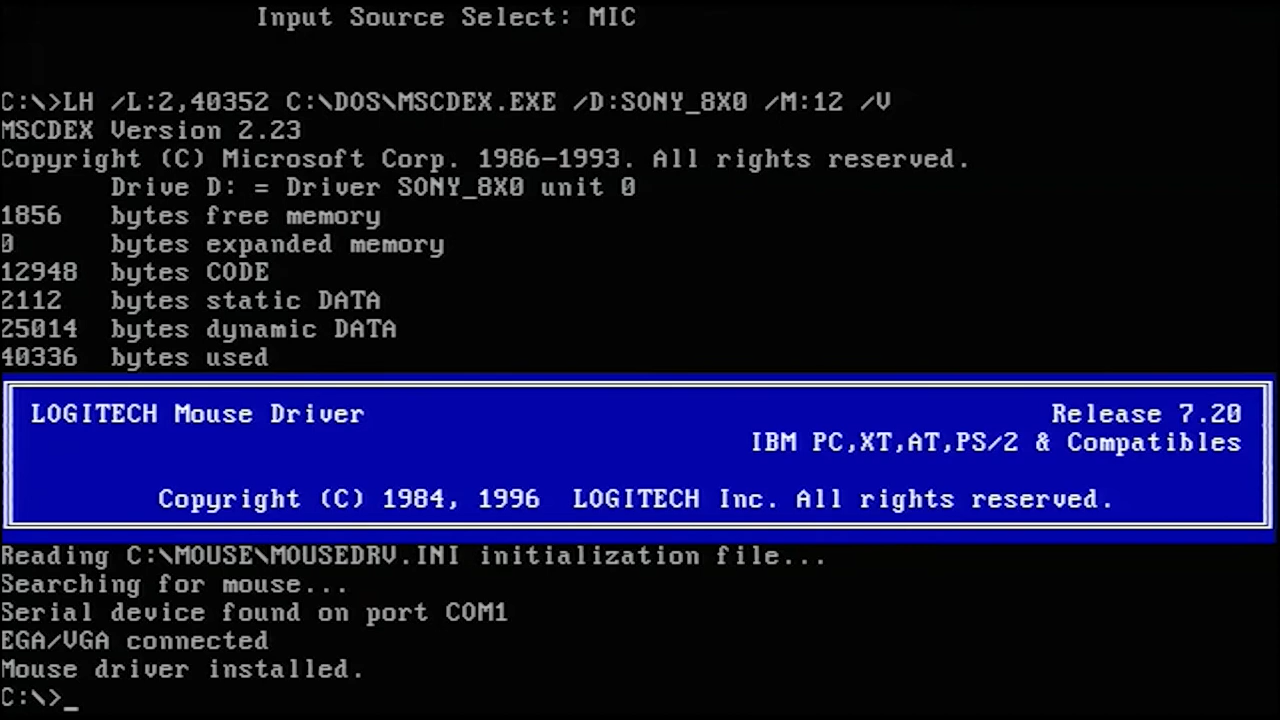 Input Source Select: MIC
C:\>LH /L:2,40352 C:\DOS\MSCDEX.EXE /D:SONY_8X0 /M:12 /V
MSCDEX Version 2.23
Copyright (C) Microsoft Corp. 1986-1993. All rights reserved.
Drive D: = Driver SONY_8X0 unit 0
1856 bytes free memory
0 bytes expanded memory
12948 bytes CODE
2112 bytes static DATA
25014 bytes dynamic DATA
40336 bytes used
LOGITECH Mouse Driver Release 7.20
IBM PC,XT,AT,PS/2 & Compatibles
Copyright (C) 1984, 1996 LOGITECH Inc. All rights reserved.
Reading C:\MOUSE\MOUSEDRV.INI initialization file...
Searching for mouse...
Serial device found on port COM1
EGA/VGA connected
Mouse driver installed.
C:\>_